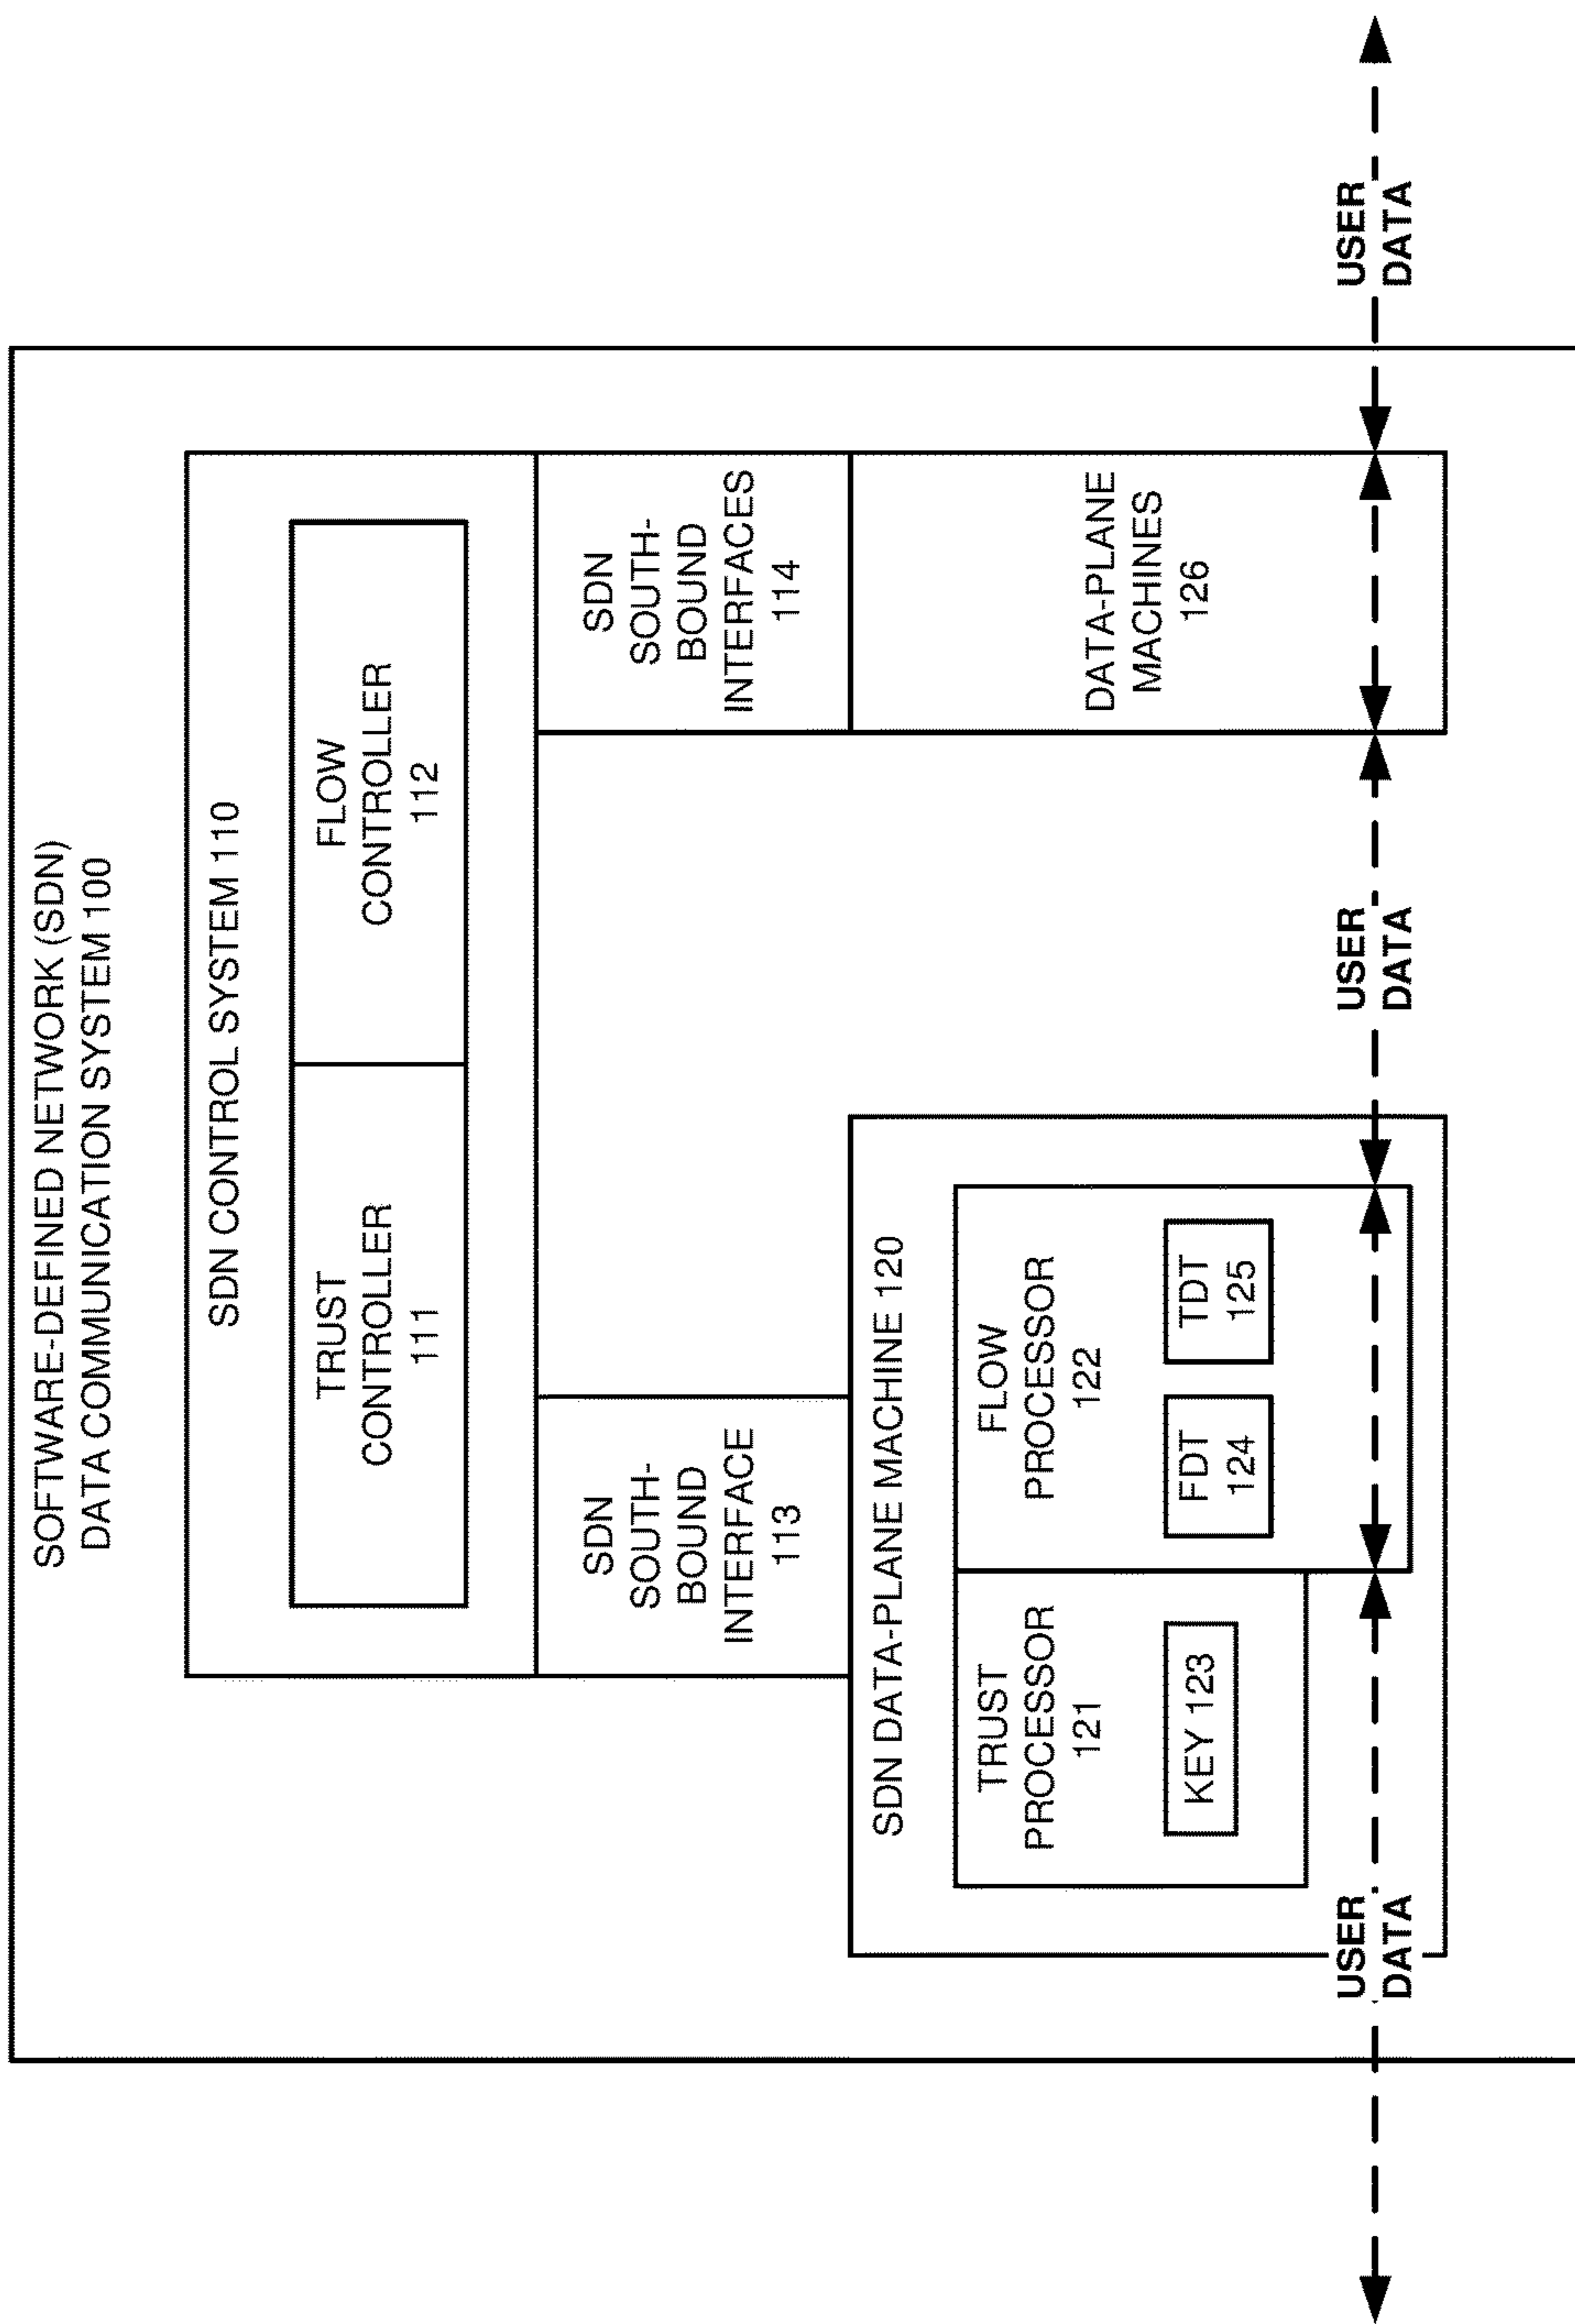 SOFTWARE-DEFINED NETWORK (SDN)
DATA COMMUNICATION SYSTEM 100
SDN CONTROL SYSTEM 110
TRUST
CONTROLLER
111
FLOW
CONTROLLER
112
SDN
SOUTH-
BOUND
INTERFACE
113
SDN
SOUTH-
BOUND
INTERFACES
114
SDN DATA-PLANE MACHINE 120
TRUST
PROCESSOR
121
KEY 123
FLOW
PROCESSOR
122
FDT
124
TDT
125
DATA-PLANE
MACHINES
126
USER
DATA
USER
DATA
USER
DATA